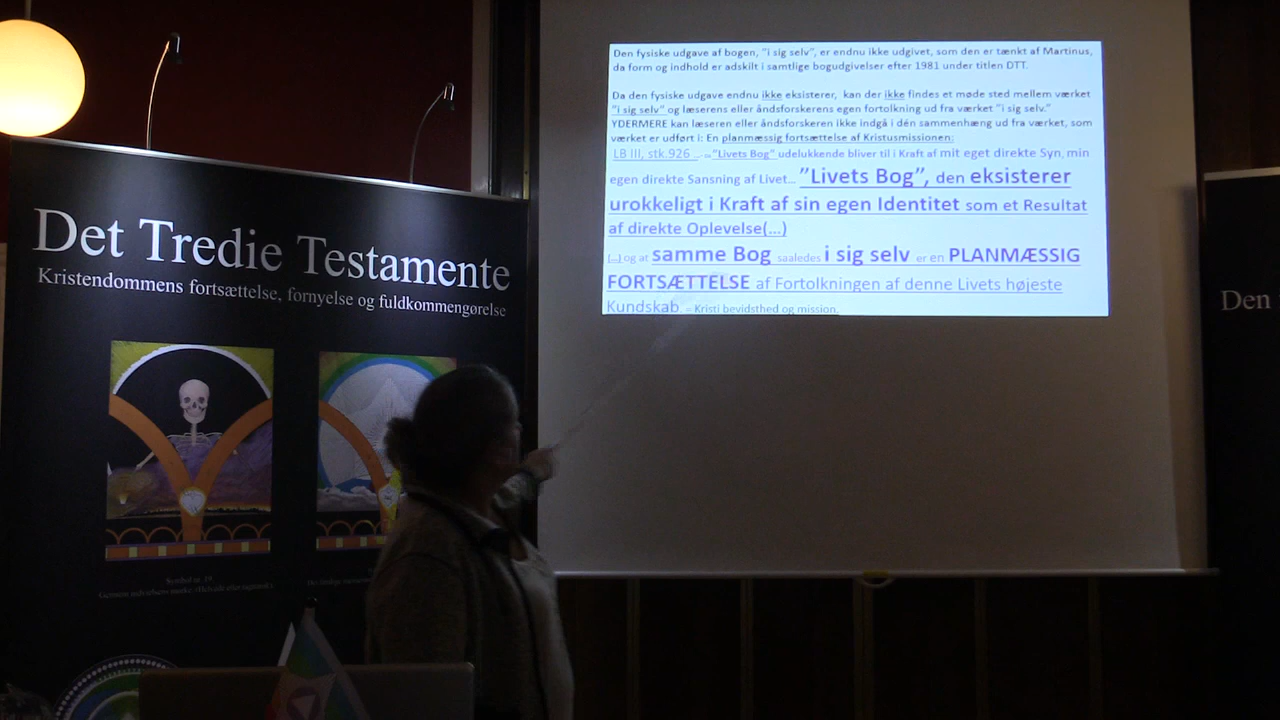 Det Tredie Testamente
Kristendommens fortsættelse, fornyelse og fuldkommengørelse
Symbol nr. 19
Den fysiske udgave af bogen, "i sig selv", er endnu ikke udgivet, som den er tænkt af Martinus,
da form og indhold er adskilt i samtlige bogudgivelser efter 1981 under titlen DTT.
Da den fysiske udgave endnu ikke eksisterer, kan der ikke findes et møde sted mellem værket
"i sig selv" og læserens eller åndsforskerens egen fortolkning ud fra værket "i sig selv."
YDERMERE kan læseren eller åndsforskeren ikke indgå i dén sammenhæng ud fra værket, som
værket er udført i: En planmæssig fortsættelse af Kristusmissionen:
LB III, stk.926 ... "Livets Bog" udelukkende bliver til i Kraft af mit eget direkte Syn, min
egen direkte Sansning af Livet... "Livets Bog", den eksisterer
urokkeligt i Kraft af sin egen Identitet som et Resultat
af direkte Oplevelse(...)
(...) og at samme Bog saaledes i sig selv er en PLANMÆSSIG
FORTSÆTTELSE af Fortolkningen af denne Livets højeste
Kundskab. = Kristi bevidsthed og mission.
Den